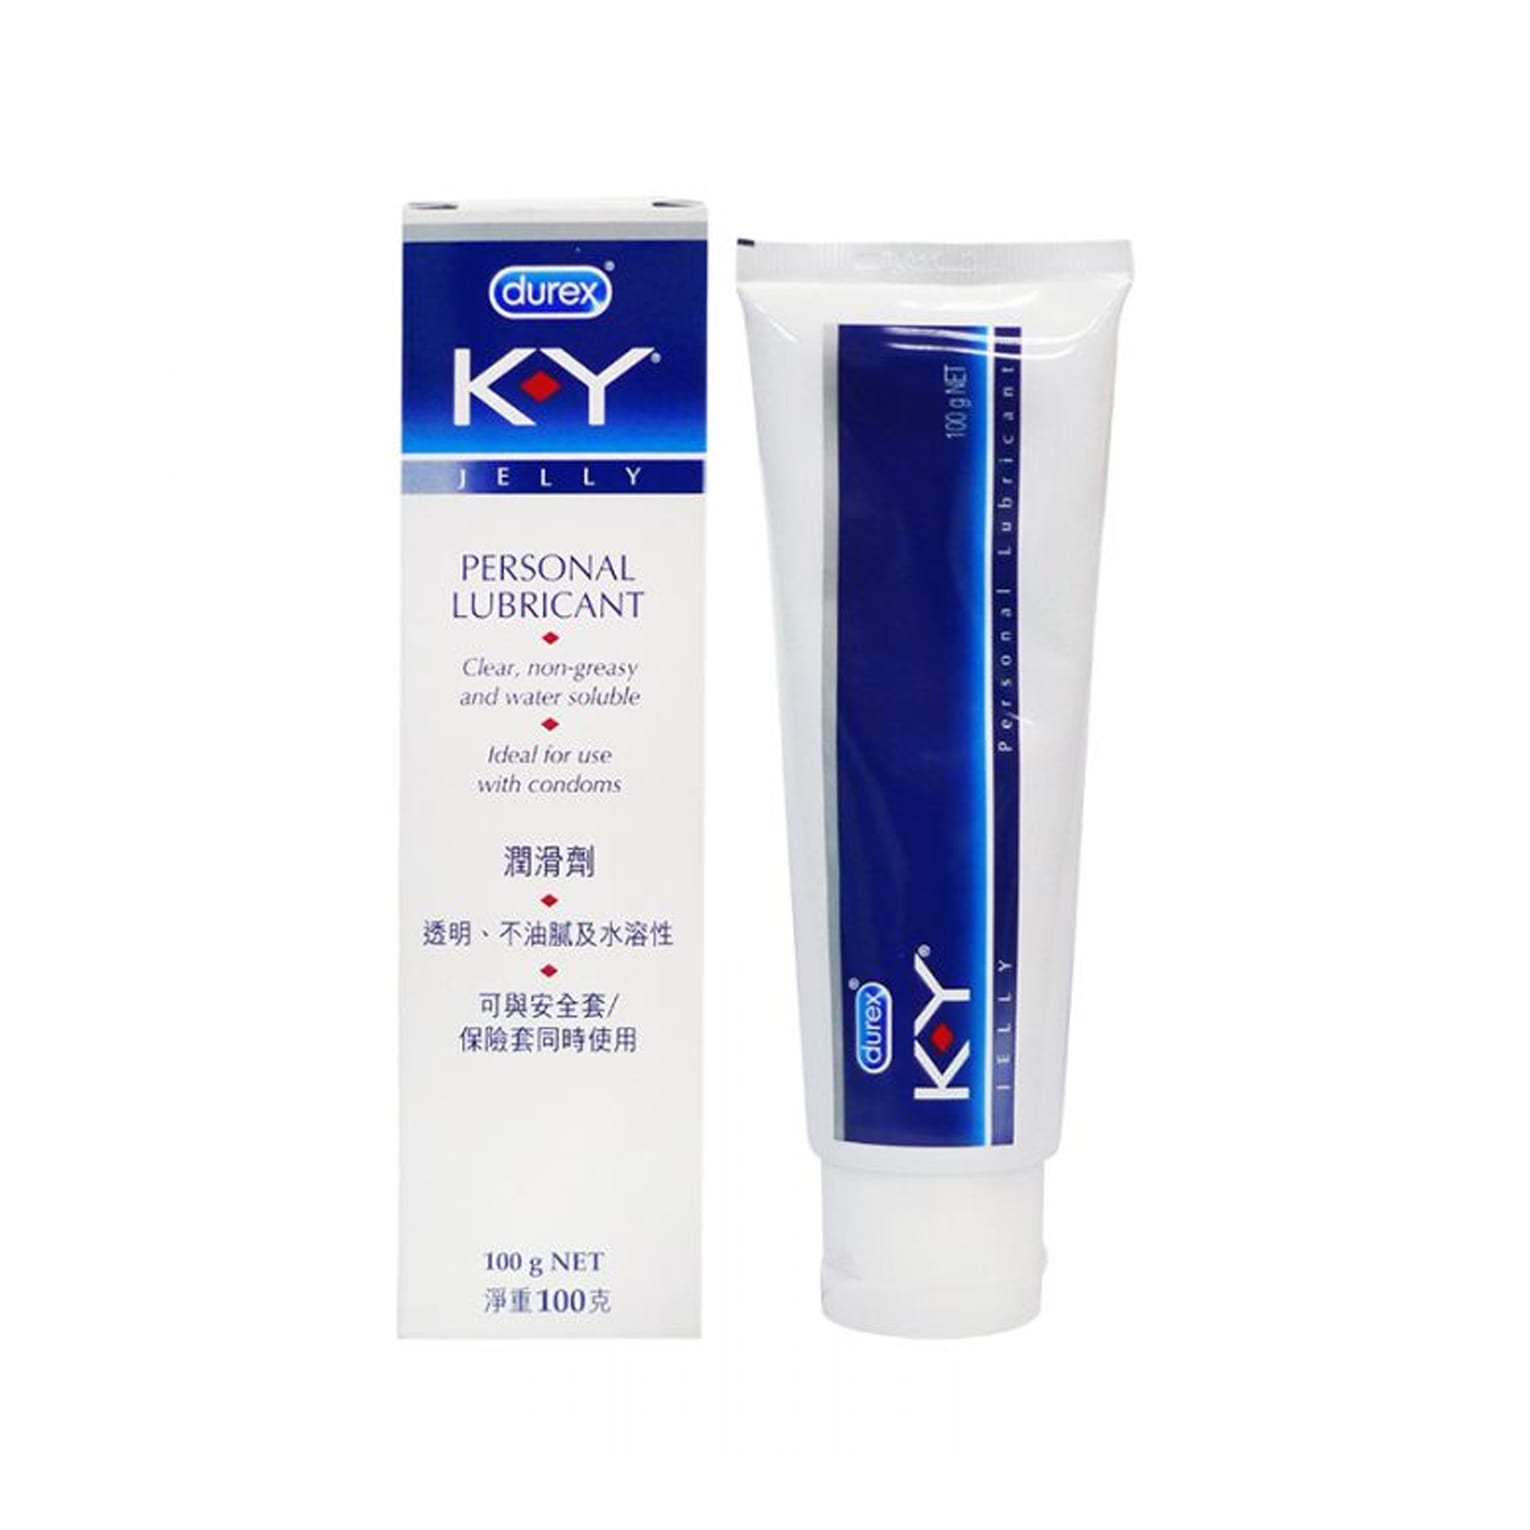 durex®
K·Y®
JELLY
PERSONAL
LUBRICANT
Clear, non-greasy
and water soluble
Ideal for use
with condoms
潤滑劑
透明、不油膩及水溶性
可與安全套/
保險套同時使用
100 g NET
淨重100克
durex®
K·Y®
JELLY Personal Lubricant
100 g NET